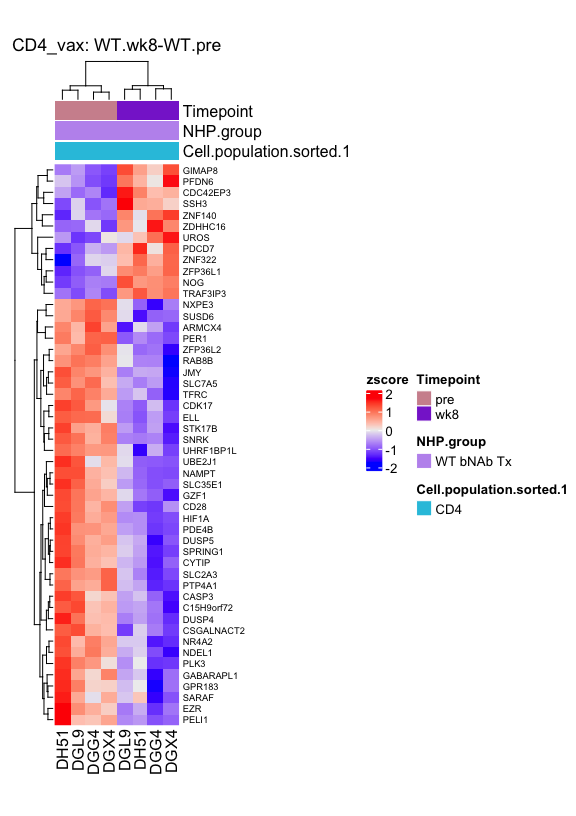 CD4_vax: WT.wk8-WT.pre
Timepoint
NHP.group
Cell.population.sorted.1
GIMAP8
PFDN6
CDC42EP3
SSH3
ZNF140
ZDHHC16
UROS
PDCD7
ZNF322
ZFP36L1
NOG
TRAF3IP3
NXPE3
SUSD6
ARMCX4
PER1
ZFP36L2
RAB8B
JMY
SLC7A5
TFRC
CDK17
ELL
STK17B
SNRK
UHRF1BP1L
UBE2J1
NAMPT
SLC35E1
GZF1
CD28
HIF1A
PDE4B
DUSP5
SPRING1
CYTIP
SLC2A3
PTP4A1
CASP3
C15H9orf72
DUSP4
CSGALNACT2
NR4A2
NDEL1
PLK3
GABARAPL1
GPR183
SARAF
EZR
PELI1
DH51
DGL9
DGG4
DGX4
DGL9
DH51
DGG4
DGX4
zscore
2
1
0
-1
-2
Timepoint
pre
wk8
NHP.group
WT bNAb Tx
Cell.population.sorted.1
CD4